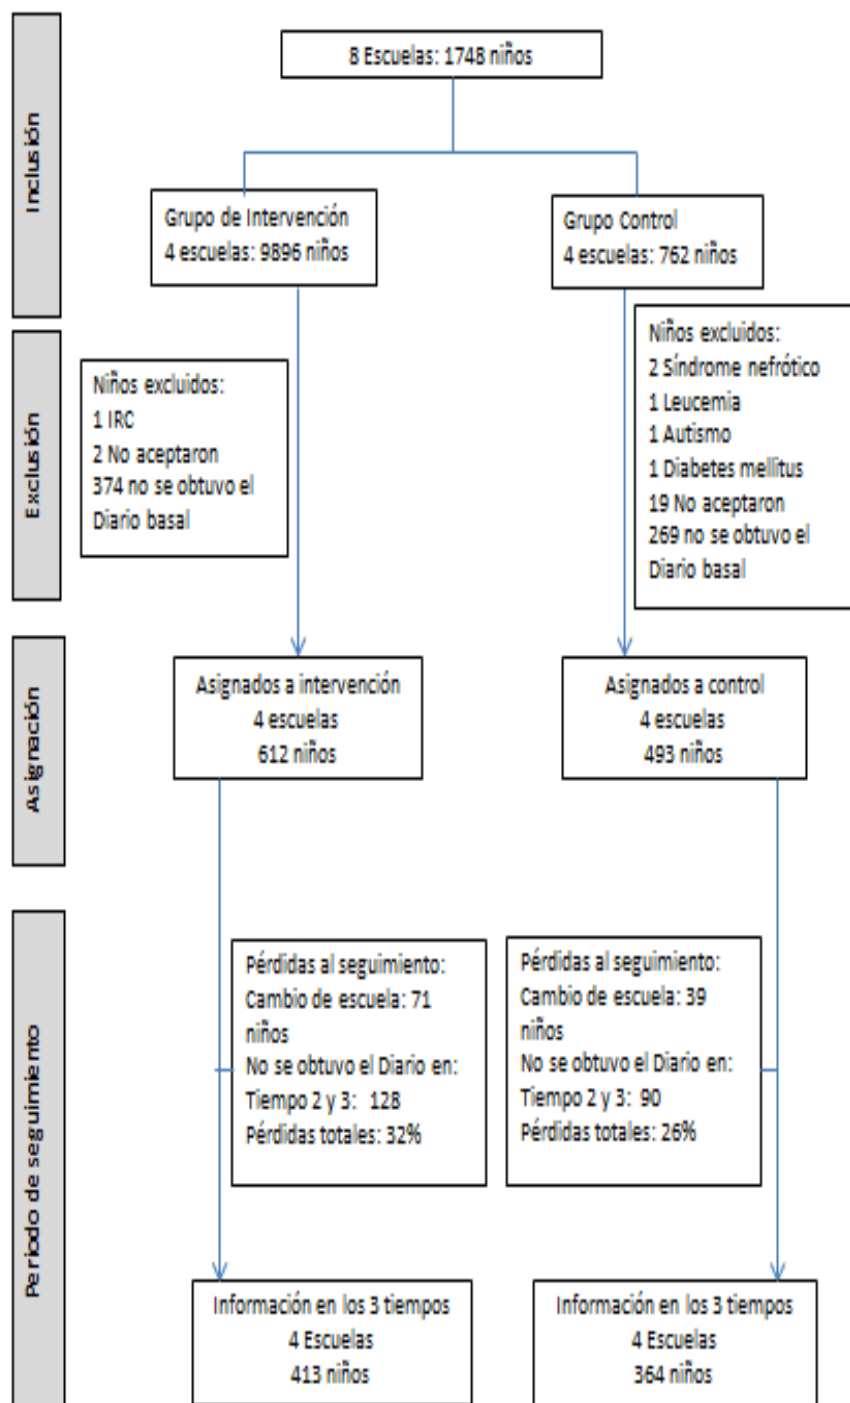 Inclusión
8 Escuelas: 1748 niños
Grupo de Intervención
4 escuelas: 9896 niños
Grupo Control
4 escuelas: 762 niños
Exclusión
Niños excluidos:
1 IRC
2 No aceptaron
374 no se obtuvo el
Diario basal
Niños excluidos:
2 Síndrome nefrótico
1 Leucemia
1 Autismo
1 Diabetes mellitus
19 No aceptaron
269 no se obtuvo el
Diario basal
Asignación
Asignados a intervención
4 escuelas
612 niños
Asignados a control
4 escuelas
493 niños
Periodo de seguimiento
Pérdidas al seguimiento:
Cambio de escuela: 71
niños
No se obtuvo el Diario en:
Tiempo 2 y 3: 128
Pérdidas totales: 32%
Pérdidas al seguimiento:
Cambio de escuela: 39
niños
No se obtuvo el Diario en:
Tiempo 2 y 3: 90
Pérdidas totales: 26%
Información en los 3 tiempos
4 Escuelas
413 niños
Información en los 3 tiempos
4 Escuelas
364 niños